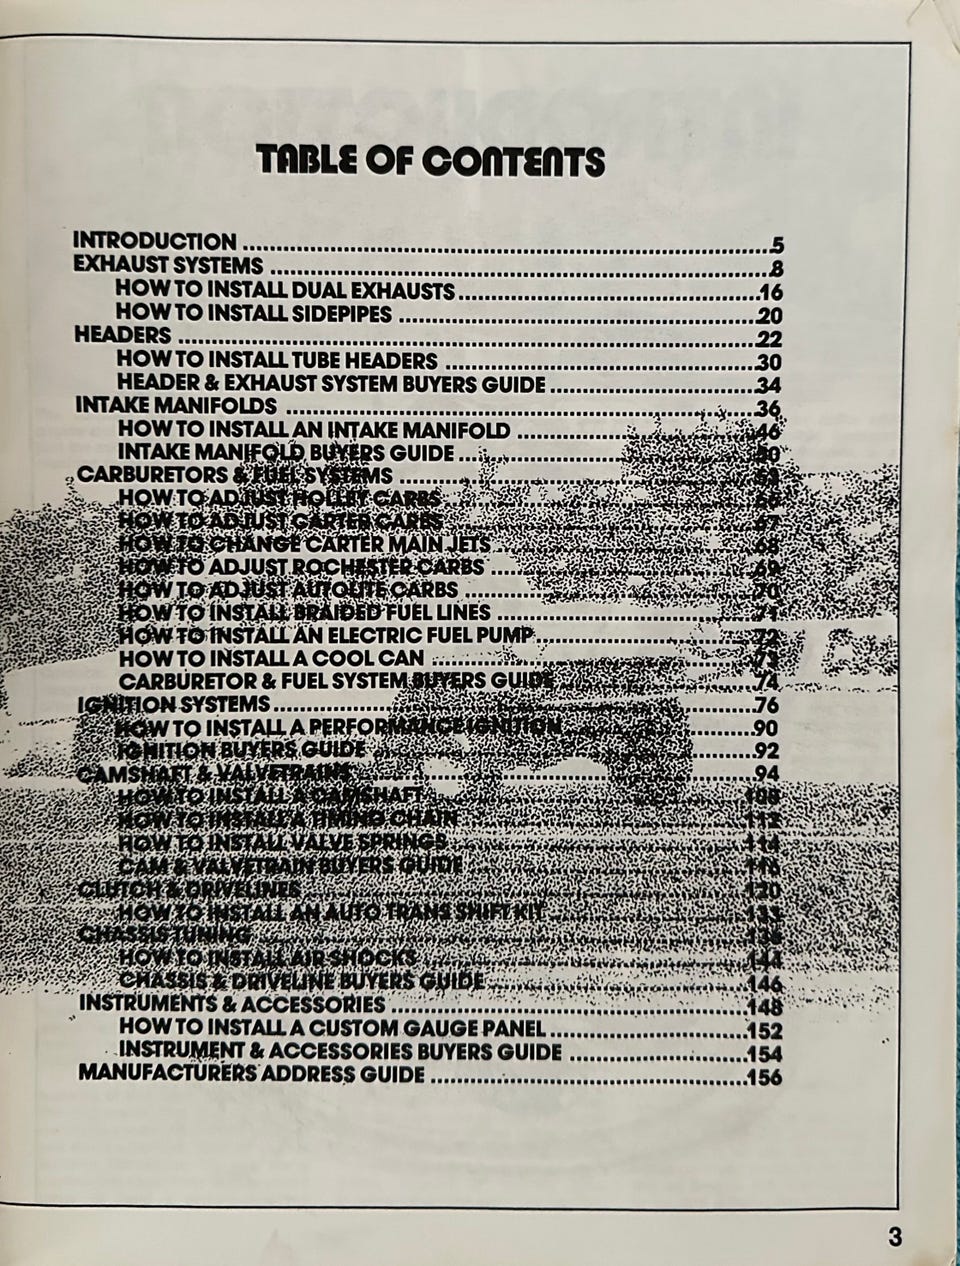 TABLE OF CONTENTS
INTRODUCTION ........ 5
EXHAUST SYSTEMS ........ 8
HOW TO INSTALL DUAL EXHAUSTS ........ 16
HOW TO INSTALL SIDEPIPES ........ 20
HEADERS ........ 22
HOW TO INSTALL TUBE HEADERS ........ 30
HEADER & EXHAUST SYSTEM BUYERS GUIDE ........ 34
INTAKE MANIFOLDS ........ 36
HOW TO INSTALL AN INTAKE MANIFOLD ........ 46
INTAKE MANIFOLD BUYERS GUIDE ........ 50
CARBURETORS & FUEL SYSTEMS ........
HOW TO ADJUST HOLLEY CARBS ........ 66
HOW TO ADJUST CARTER CARBS ........ 67
HOW TO CHANGE CARTER MAIN JETS ........ 68
HOW TO ADJUST ROCHESTER CARBS ........ 69
HOW TO ADJUST AUTOLITE CARBS ........ 70
HOW TO INSTALL BRAIDED FUEL LINES ........ 71
HOW TO INSTALL AN ELECTRIC FUEL PUMP ........ 72
HOW TO INSTALL A COOL CAN ........ 73
CARBURETOR & FUEL SYSTEM BUYERS GUIDE ........ 74
IGNITION SYSTEMS ........ 76
HOW TO INSTALL A PERFORMANCE IGNITION ........ 90
IGNITION BUYERS GUIDE ........ 92
CAMSHAFT & VALVETRAINS ........ 94
HOW TO INSTALL A CAMSHAFT ........ 108
HOW TO INSTALL A TIMING CHAIN ........ 112
HOW TO INSTALL VALVE SPRINGS ........ 114
CAM & VALVETRAIN BUYERS GUIDE ........ 116
CLUTCH & DRIVELINES ........ 120
HOW TO INSTALL AN AUTO TRANS SHIFT KIT ........ 133
CHASSIS TUNING ........
HOW TO INSTALL AIR SHOCKS ........ 144
CHASSIS & DRIVELINE BUYERS GUIDE ........ 146
INSTRUMENTS & ACCESSORIES ........ 148
HOW TO INSTALL A CUSTOM GAUGE PANEL ........ 152
INSTRUMENT & ACCESSORIES BUYERS GUIDE ........ 154
MANUFACTURERS ADDRESS GUIDE ........ 156
3